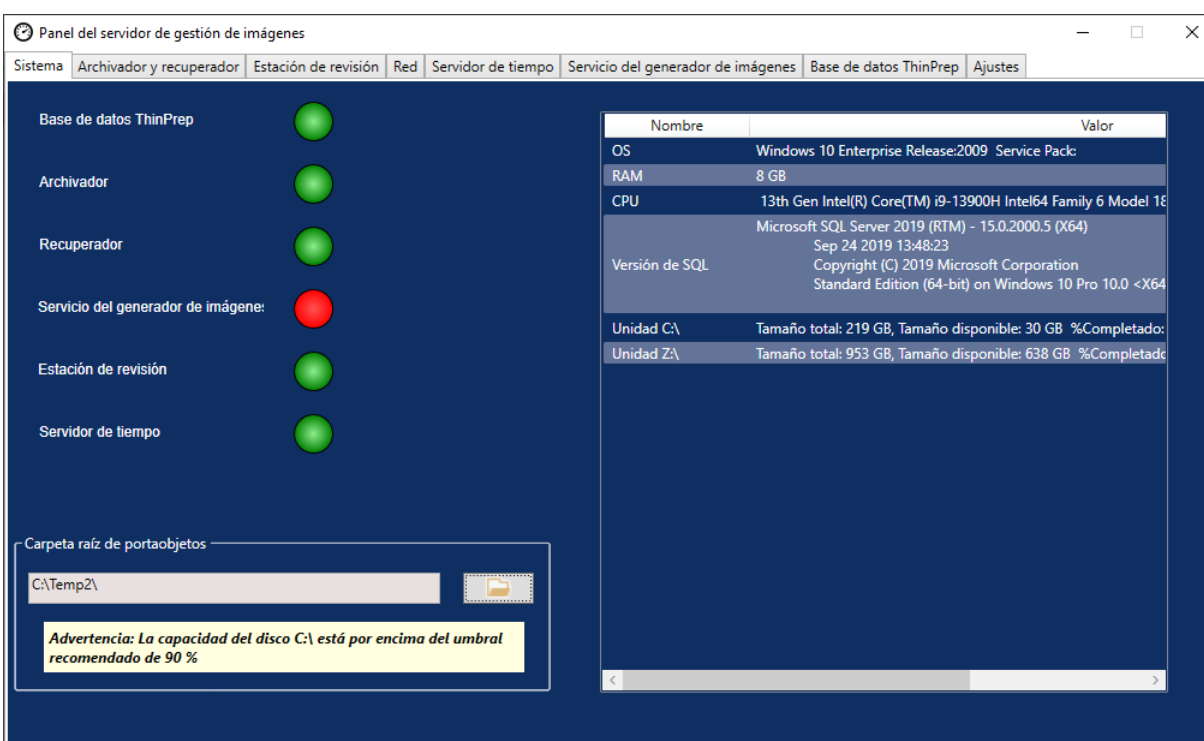 Panel del servidor de gestión de imágenes
Sistema Archivador y recuperador Estación de revisión Red Servidor de tiempo Servicio del generador de imágenes Base de datos ThinPrep Ajustes
Base de datos ThinPrep
Archivador
Recuperador
Servicio del generador de imágenes
Estación de revisión
Servidor de tiempo
Carpeta raíz de portaobjetos
C:\Temp2\
Advertencia: La capacidad del disco C:\ está por encima del umbral
recomendado de 90 %
Nombre Valor
OS Windows 10 Enterprise Release:2009 Service Pack:
RAM 8 GB
CPU 13th Gen Intel(R) Core(TM) i9-13900H Intel64 Family 6 Model 18
Microsoft SQL Server 2019 (RTM) - 15.0.2000.5 (X64)
Sep 24 2019 13:48:23
Versión de SQL Copyright (C) 2019 Microsoft Corporation
Standard Edition (64-bit) on Windows 10 Pro 10.0 <X64
Unidad C:\ Tamaño total: 219 GB, Tamaño disponible: 30 GB %Completado:
Unidad Z:\ Tamaño total: 953 GB, Tamaño disponible: 638 GB %Completado